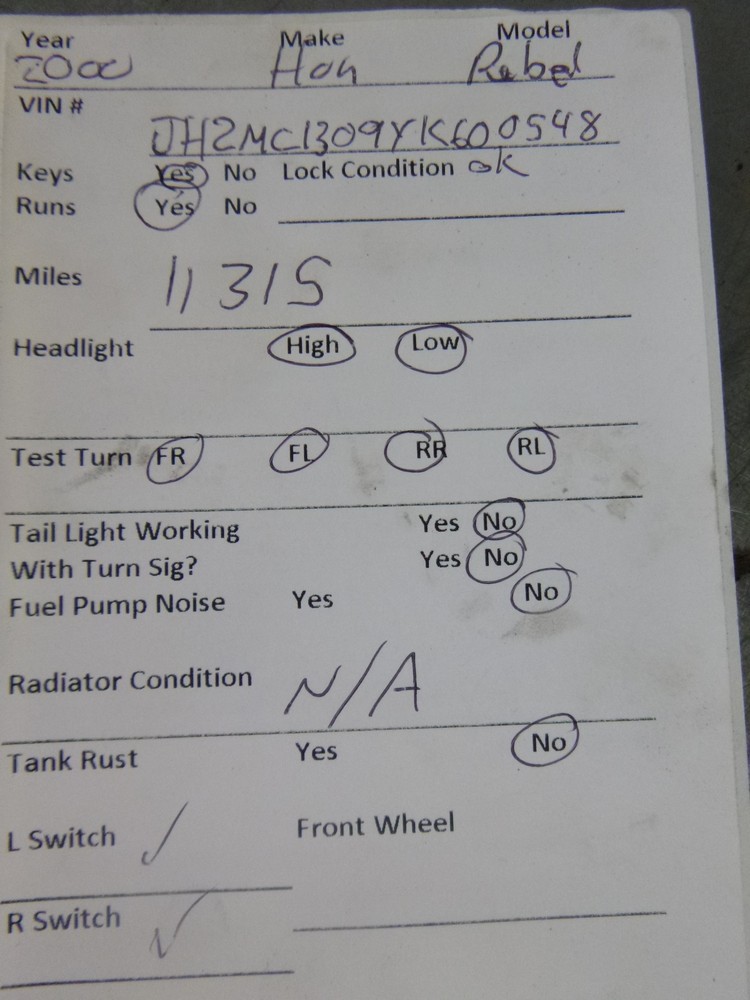 Year Make Model
2000 Hon Rebel
VIN #
JH2MC1309YK600548
Keys Yes No Lock Condition ok
Runs Yes No
Miles 11315
Headlight High Low
Test Turn FR FL RR RL
Tail Light Working Yes No
With Turn Sig? Yes No
Fuel Pump Noise Yes No
Radiator Condition N/A
Tank Rust Yes No
L Switch ✓ Front Wheel
R Switch ✓